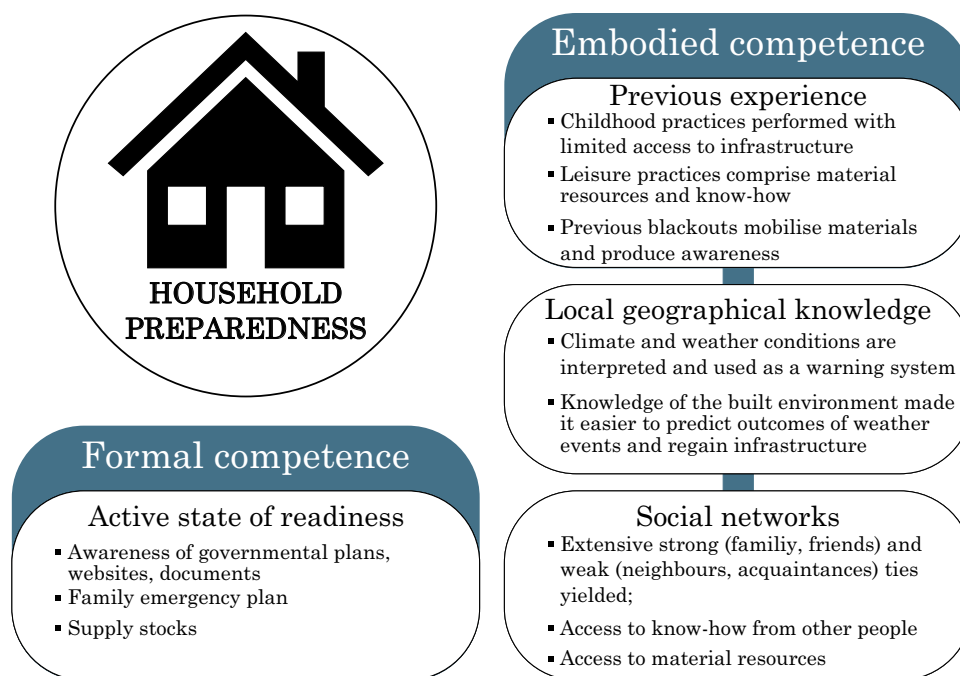 HOUSEHOLD
PREPAREDNESS
Formal competence
Active state of readiness
▪ Awareness of governmental plans,
websites, documents
▪ Family emergency plan
▪ Supply stocks
Embodied competence
Previous experience
▪ Childhood practices performed with
limited access to infrastructure
▪ Leisure practices comprise material
resources and know-how
▪ Previous blackouts mobilise materials
and produce awareness
Local geographical knowledge
▪ Climate and weather conditions are
interpreted and used as a warning system
▪ Knowledge of the built environment made
it easier to predict outcomes of weather
events and regain infrastructure
Social networks
▪ Extensive strong (familiy, friends) and
weak (neighbours, acquaintances) ties
yielded;
▪ Access to know-how from other people
▪ Access to material resources